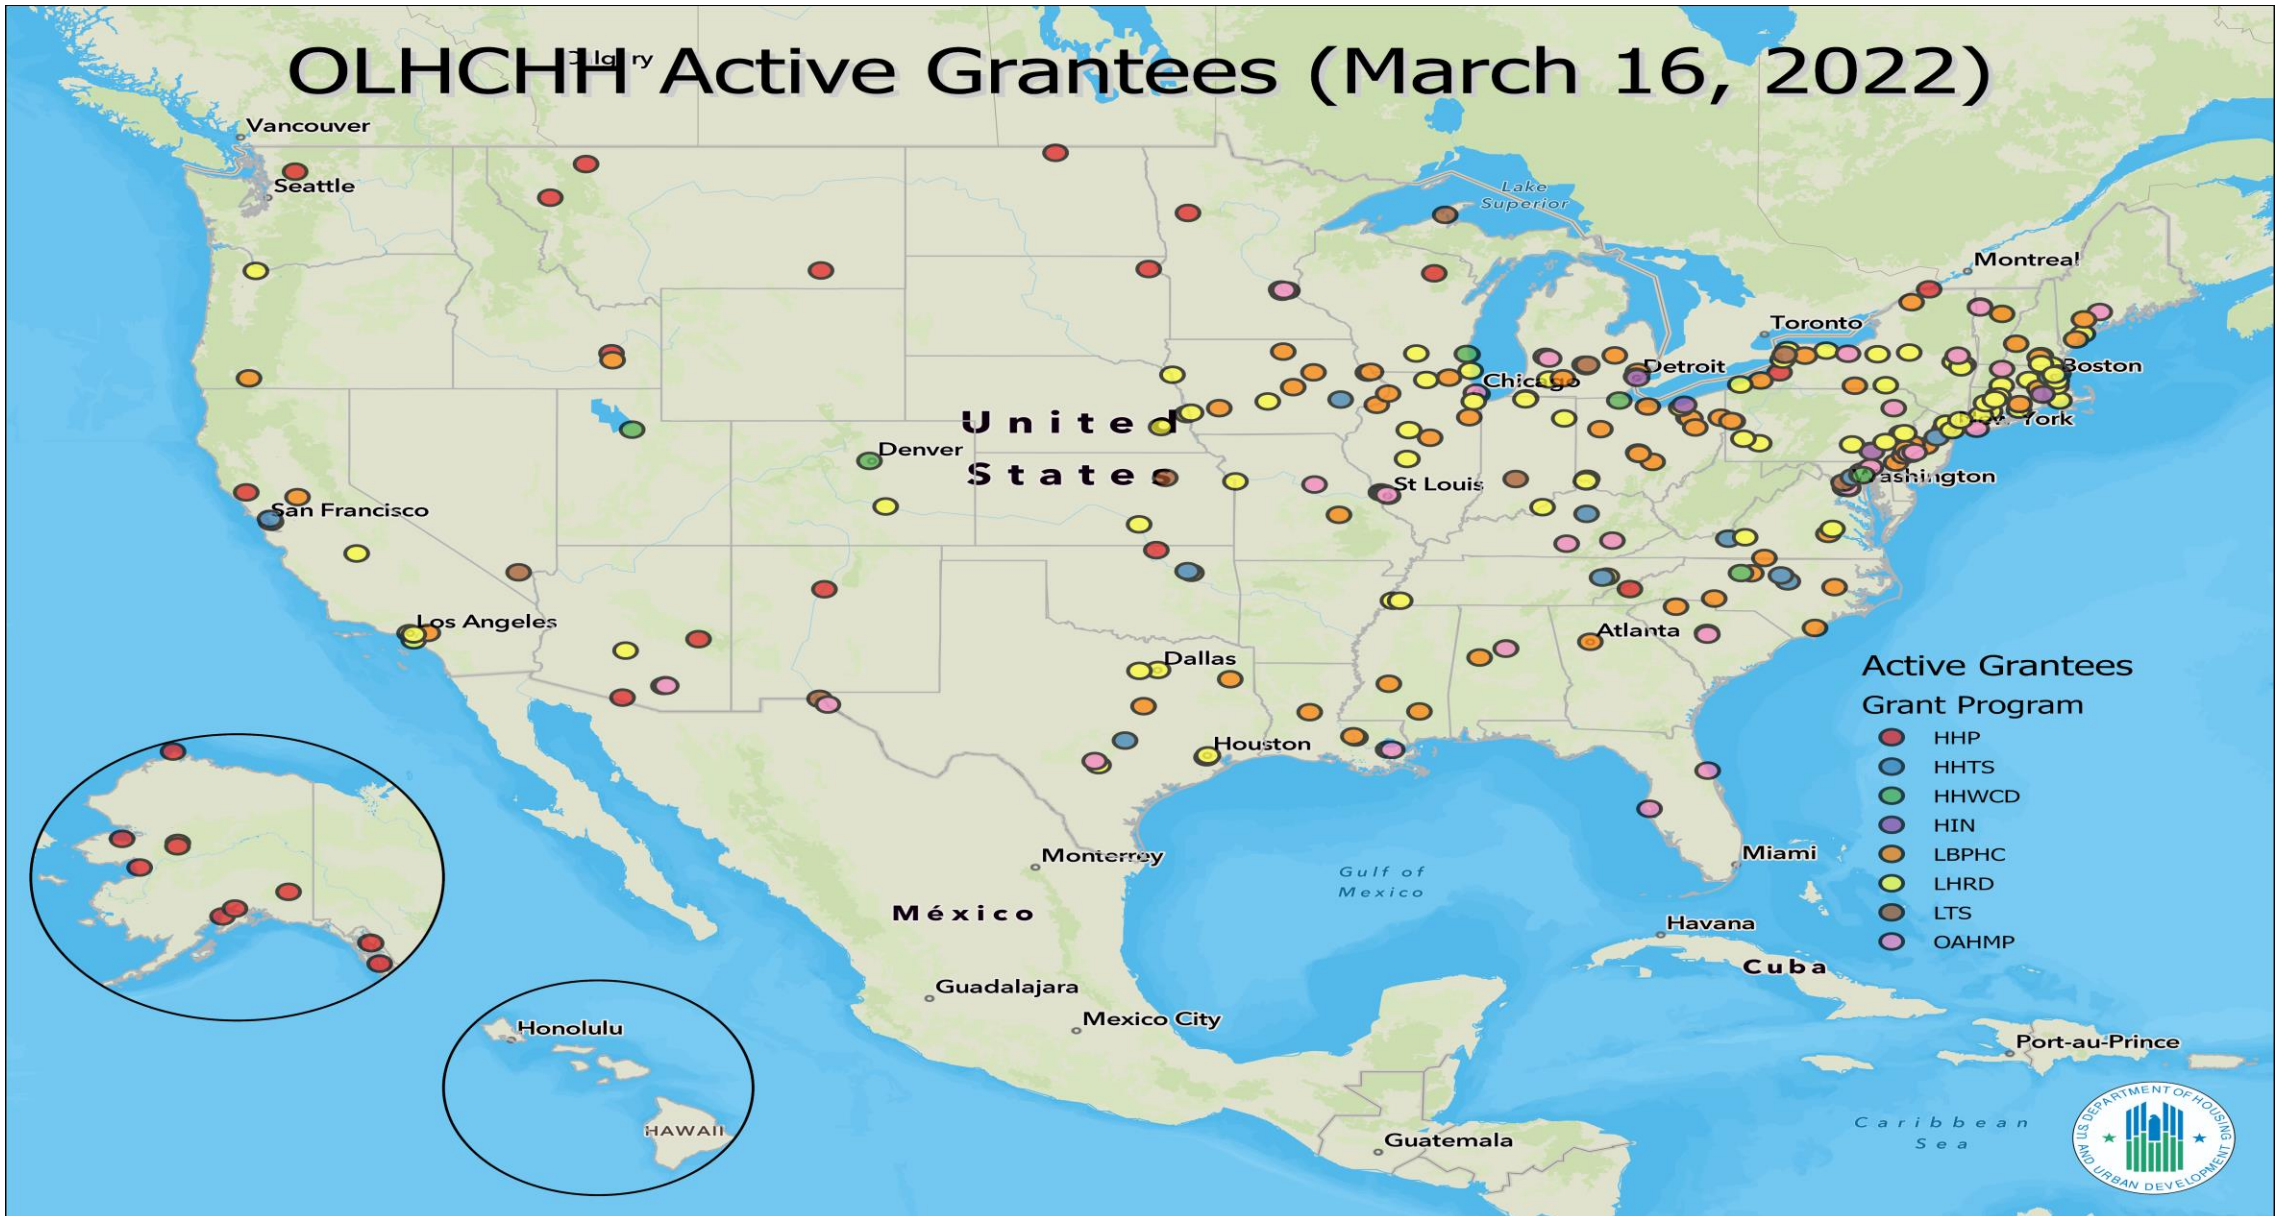 OLHCHH Active Grantees (March 16, 2022)
Vancouver
Seattle
Lake
Superior
Montreal
Toronto
Boston
Detroit
Chicago
United
York
Denver
States
St Louis
Washington
San Francisco
Los Angeles
Atlanta
Dallas
Houston
Active Grantees
Grant Program
HHP
HHTS
HHWCD
HIN
LBPHC
LHRD
LTS
OAHMP
Monterrey
Miami
Gulf of
Mexico
México
Havana
Cuba
Guadalajara
Mexico City
Honolulu
HAWAII
Port-au-Prince
Guatemala
Caribbean
Sea
U.S. DEPARTMENT OF HOUSING
AND URBAN DEVELOPMENT